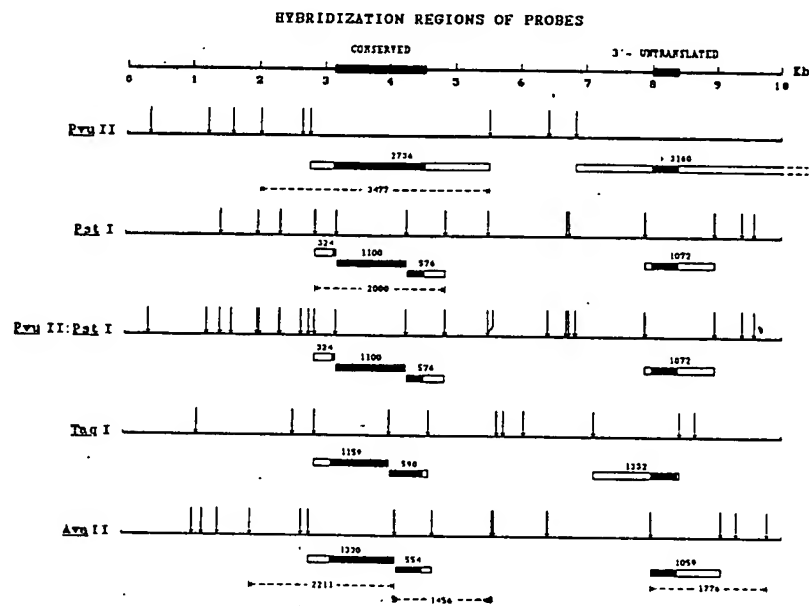 HYBRIDIZATION REGIONS OF PROBES
CONSERVED 3'- UNTRANSLATED
0 1 2 3 4 5 6 7 8 9 10 Kb
Pvu II
2736 > 3160
3477
Pst I
324
1100 576 1072
2000
Pvu II:Pst I
324
1100 576 1072
Taq I
1159 590 1332
Ava II
1330 554 1059
2211 1456 1776